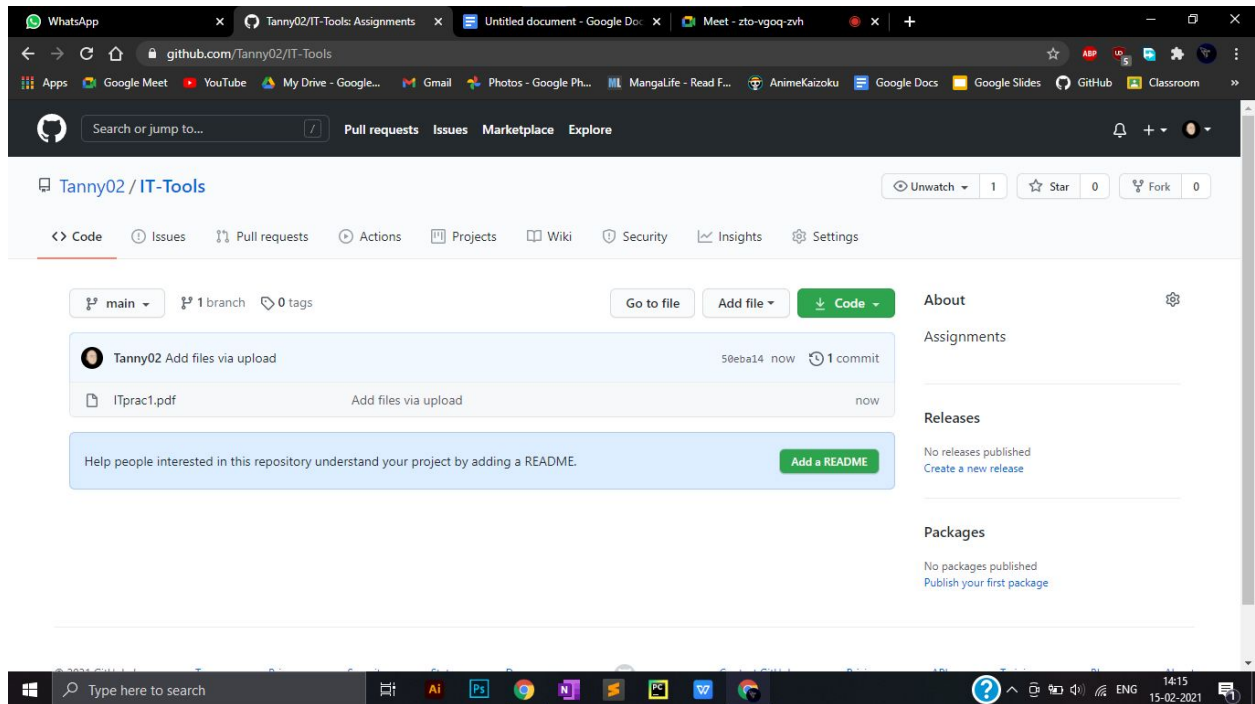 WhatsApp Tanny02/IT-Tools: Assignments Untitled document - Google Doc Meet - zto-vgoq-zvh
github.com/Tanny02/IT-Tools ABP UD 5
Apps Google Meet YouTube My Drive - Google... Gmail Photos - Google Ph... ML MangaLife - Read F... AnimeKaizoku Google Docs Google Slides GitHub Classroom »
Search or jump to... / Pull requests Issues Marketplace Explore
Tanny02 / IT-Tools Unwatch 1 Star 0 Fork 0
<> Code Issues Pull requests Actions Projects Wiki Security Insights Settings
main 1 branch 0 tags Go to file Add file Code
About
Assignments
Tanny02 Add files via upload 50eba14 now 1 commit
ITprac1.pdf Add files via upload now
Releases
No releases published
Create a new release
Help people interested in this repository understand your project by adding a README. Add a README
Packages
No packages published
Publish your first package
Type here to search Ai Ps N PC W ? ENG 14:15
15-02-2021